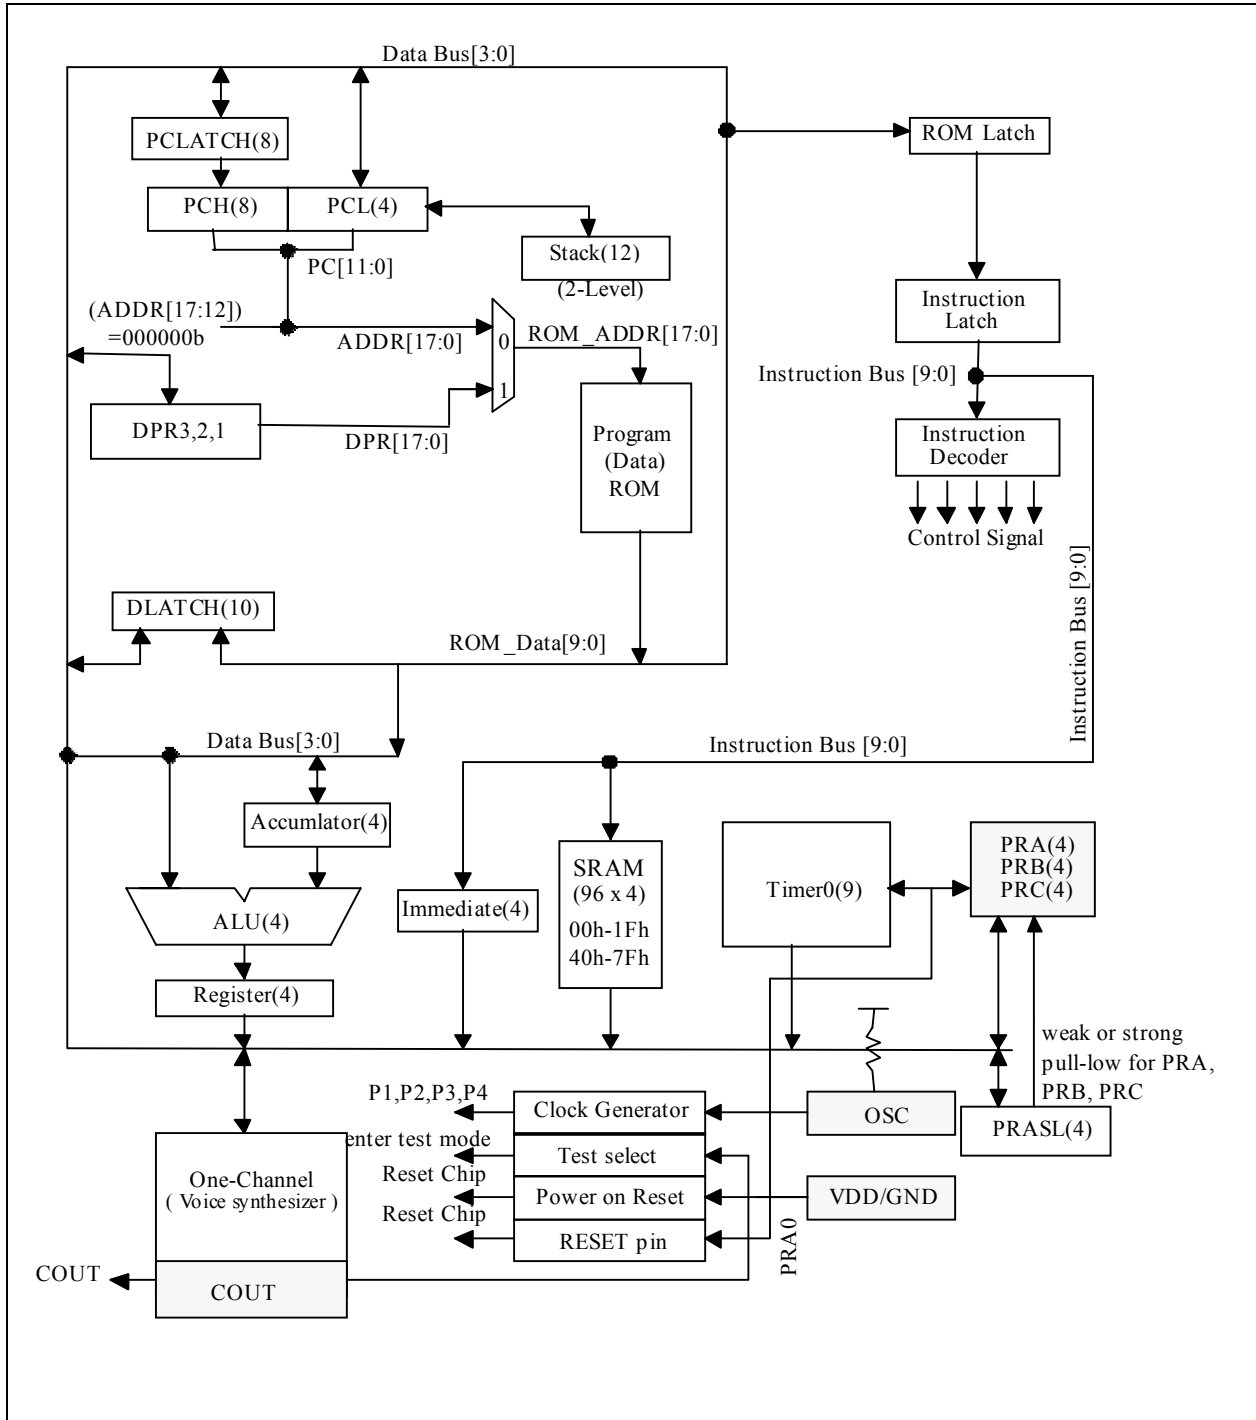 Data Bus[3:0]
PCLATCH(8)
ROM Latch
PCH(8)
PCL(4)
Stack(12)
(2-Level)
PC[11:0]
Instruction
Latch
(ADDR[17:12])
=000000b
ADDR[17:0]
0
1
ROM_ADDR[17:0]
Instruction Bus [9:0]
DPR3,2,1
DPR[17:0]
Program
(Data)
ROM
Instruction
Decoder
Control Signal
Instruction Bus [9:0]
DLATCH(10)
ROM_Data[9:0]
Data Bus[3:0]
Instruction Bus [9:0]
Accumlator(4)
ALU(4)
Immediate(4)
SRAM
(96 x 4)
00h-1Fh
40h-7Fh
Timer0(9)
PRA(4)
PRB(4)
PRC(4)
Register(4)
weak or strong
pull-low for PRA,
PRB, PRC
P1,P2,P3,P4
Clock Generator
OSC
PRASL(4)
enter test mode
Test select
Reset Chip
Power on Reset
VDD/GND
Reset Chip
RESET pin
PRA0
One-Channel
( Voice synthesizer )
COUT
COUT